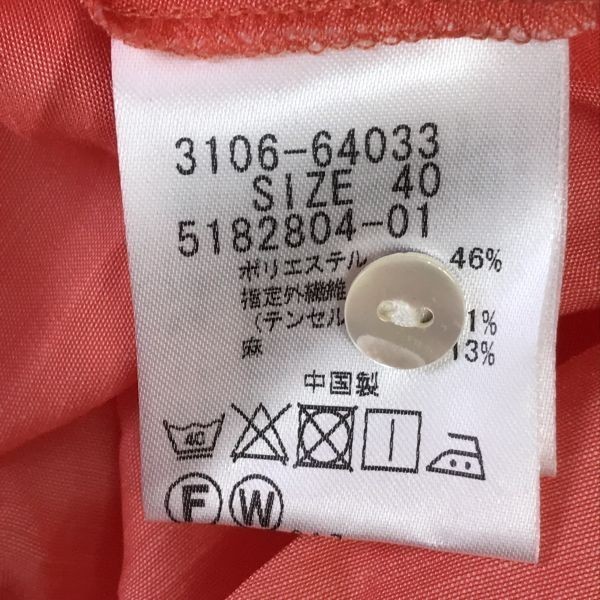 3106-64033
SIZE 40
5182804-01
ポリエステル 46%
指定外繊維
(テンセル 1%
麻 13%
中国製
40
F W